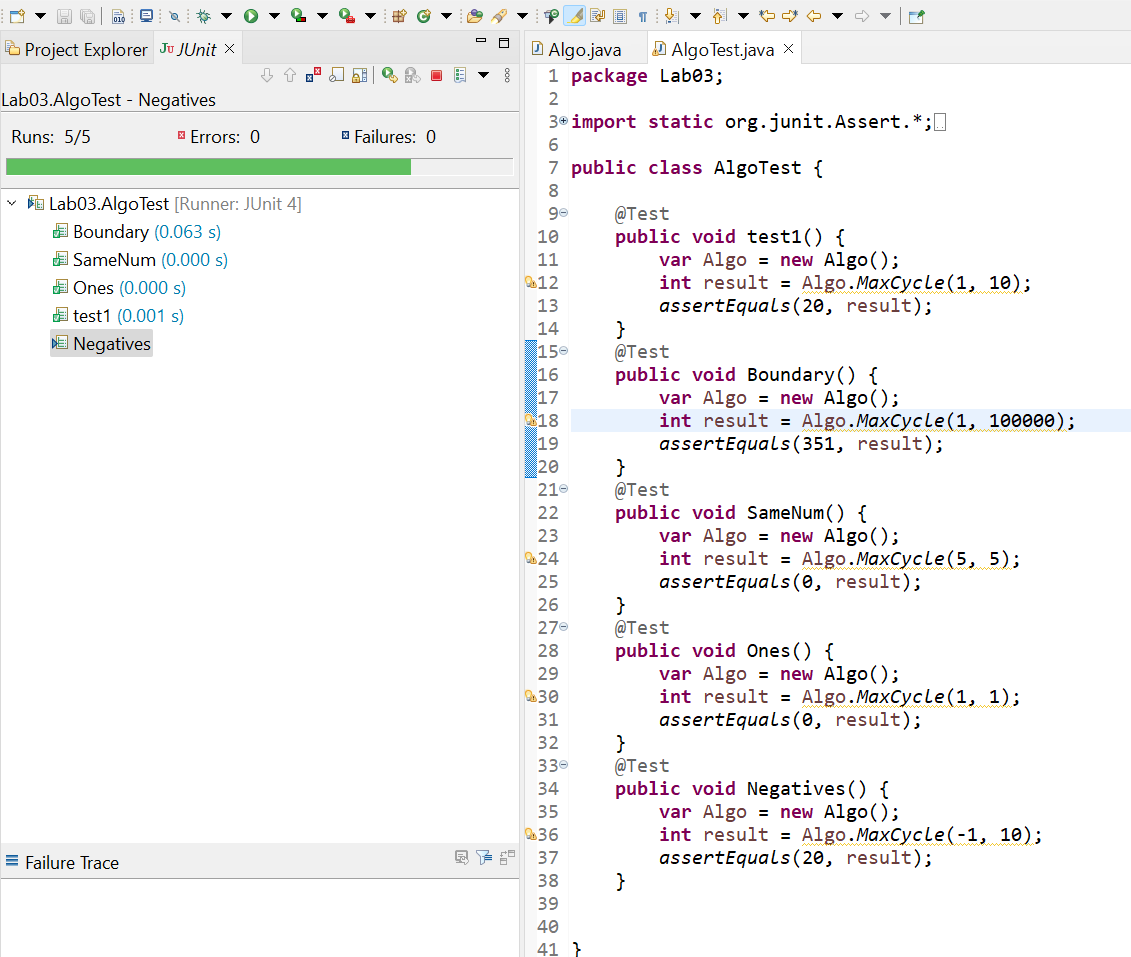 Project Explorer JUnit
Lab03.AlgoTest - Negatives
Runs: 5/5 Errors: 0 Failures: 0
Lab03.AlgoTest [Runner: JUnit 4]
Boundary (0.063 s)
SameNum (0.000 s)
Ones (0.000 s)
test1 (0.001 s)
Negatives
Failure Trace
Algo.java AlgoTest.java
1 package Lab03;
2
3 import static org.junit.Assert.*;
6
7 public class AlgoTest {
8
9 @Test
10 public void test1() {
11 var Algo = new Algo();
12 int result = Algo.MaxCycle(1, 10);
13 assertEquals(20, result);
14 }
15 @Test
16 public void Boundary() {
17 var Algo = new Algo();
18 int result = Algo.MaxCycle(1, 100000);
19 assertEquals(351, result);
20 }
21 @Test
22 public void SameNum() {
23 var Algo = new Algo();
24 int result = Algo.MaxCycle(5, 5);
25 assertEquals(0, result);
26 }
27 @Test
28 public void Ones() {
29 var Algo = new Algo();
30 int result = Algo.MaxCycle(1, 1);
31 assertEquals(0, result);
32 }
33 @Test
34 public void Negatives() {
35 var Algo = new Algo();
36 int result = Algo.MaxCycle(-1, 10);
37 assertEquals(20, result);
38 }
39
40
41 }